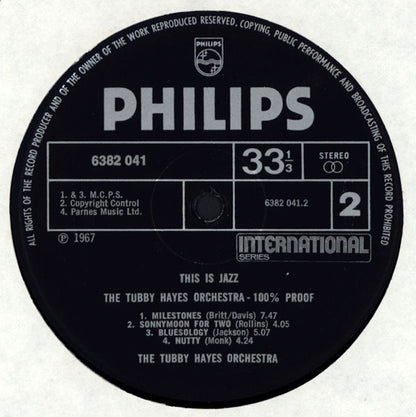 ALL RIGHTS OF THE RECORD PRODUCER AND OF THE OWNER OF THE WORK REPRODUCED RESERVED. COPYING, PUBLIC PERFORMANCE AND BROADCASTING OF THIS RECORD PROHIBITED
PHILIPS
PHILIPS
6382 041
33 1/3
STEREO
1. & 3. M.C.P.S.
2. Copyright Control
4. Parnes Music Ltd.
6382 041.2
2
℗ 1967
INTERNATIONAL
SERIES
THIS IS JAZZ
THE TUBBY HAYES ORCHESTRA - 100% PROOF
1. MILESTONES (Britt/Davis) 7.47
2. SONNYMOON FOR TWO (Rollins) 4.05
3. BLUESOLOGY (Jackson) 5.07
4. NUTTY (Monk) 4.24
THE TUBBY HAYES ORCHESTRA